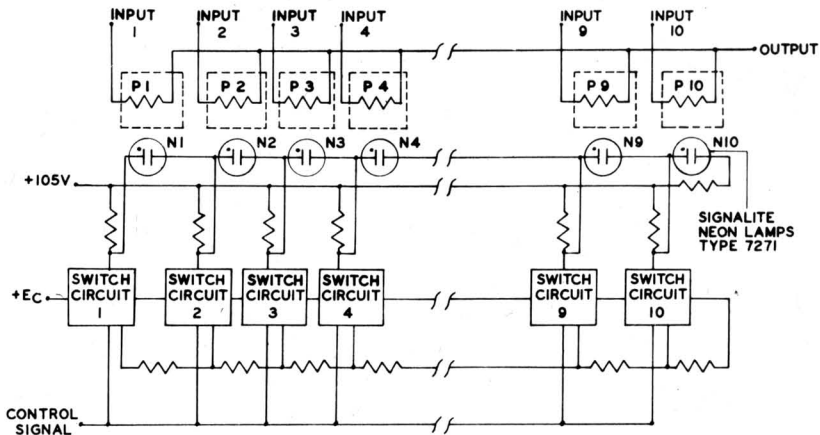 INPUT 1
INPUT 2
INPUT 3
INPUT 4
INPUT 9
INPUT 10
OUTPUT
P1
P2
P3
P4
P9
P10
N1
N2
N3
N4
N9
N10
+105V
SIGNALITE
NEON LAMPS
TYPE 7271
+EC
SWITCH
CIRCUIT
1
SWITCH
CIRCUIT
2
SWITCH
CIRCUIT
3
SWITCH
CIRCUIT
4
SWITCH
CIRCUIT
9
SWITCH
CIRCUIT
10
CONTROL
SIGNAL